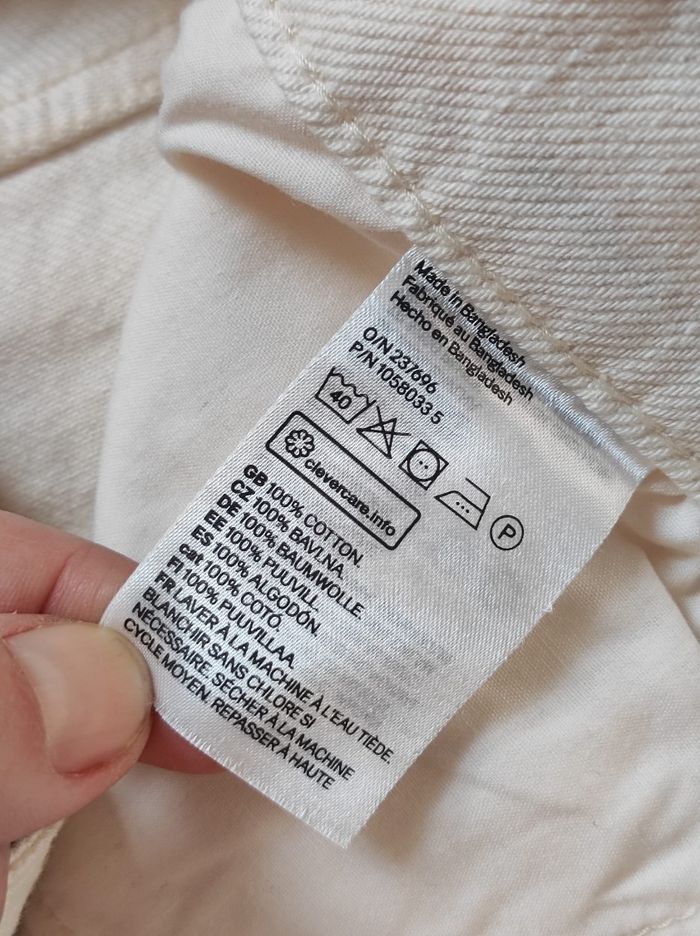 Made in Bangladesh
Fabriqué au Bangladesh
Hecho en Bangladesh
O/N 237696
P/N 1058033 5
40
P
clevercare.info
GB 100% COTTON.
CZ 100% BAVLNA.
DE 100% BAUMWOLLE.
EE 100% PUUVILL.
ES 100% ALGODÓN.
cat 100% COTÓ.
FI 100% PUUVILLAA.
FR LAVER À LA MACHINE À L'EAU TIÈDE.
BLANCHIR SANS CHLORE SI
NÉCESSAIRE. SÉCHER À LA MACHINE
CYCLE MOYEN. REPASSER À HAUTE